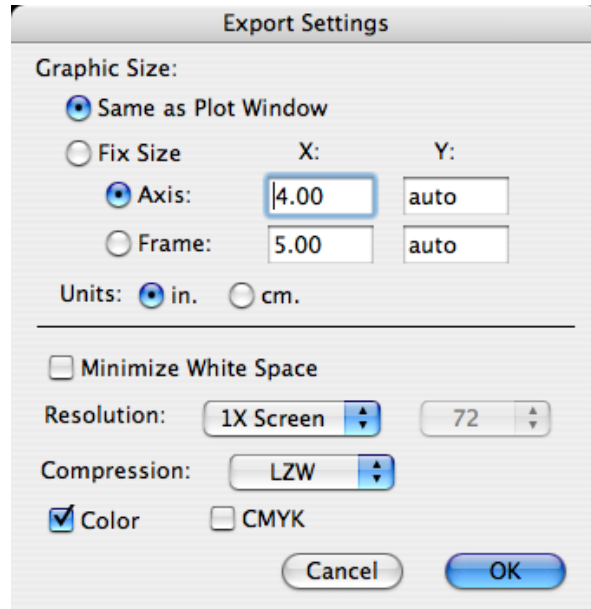 Export Settings
Graphic Size:
Same as Plot Window
Fix Size X: Y:
Axis: 4.00 auto
Frame: 5.00 auto
Units: in. cm.
Minimize White Space
Resolution: 1X Screen 72
Compression: LZW
Color CMYK
Cancel OK